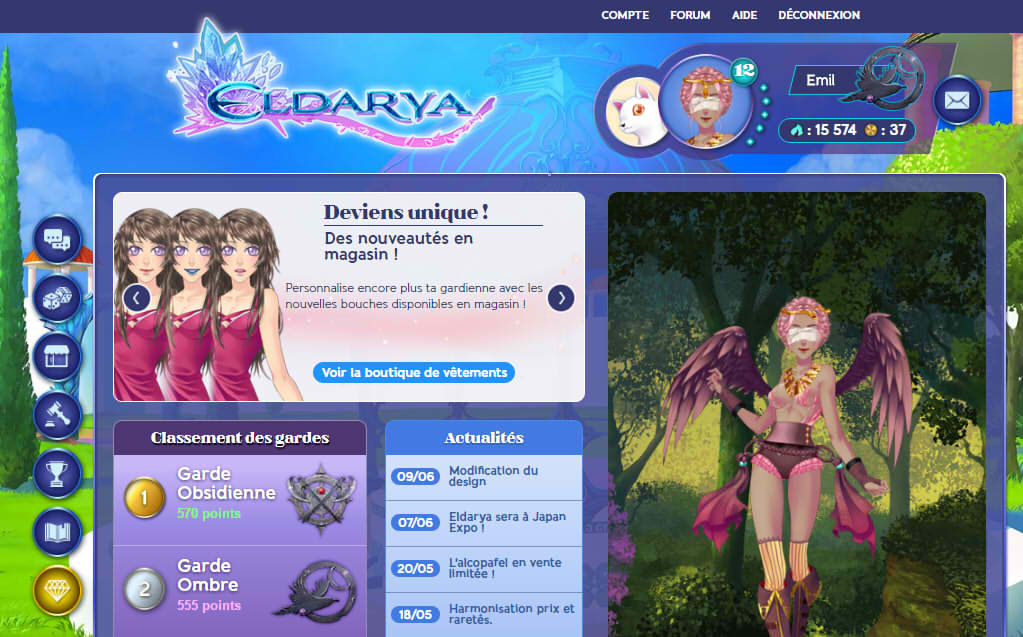 COMPTE FORUM AIDE DÉCONNEXION
ELDARYA
12
Emil
: 15 574 : 37
Deviens unique !
Des nouveautés en
magasin !
Personnalise encore plus ta gardienne avec les
nouvelles bouches disponibles en magasin !
Voir la boutique de vêtements
Classement des gardes
1
Garde
Obsidienne
570 points
2
Garde
Ombre
555 points
Actualités
09/06 Modification du
design
07/06 Eldarya sera à Japan
Expo !
20/05 L'alcopafel en vente
limitée !
18/05 Harmonisation prix et
raretés.